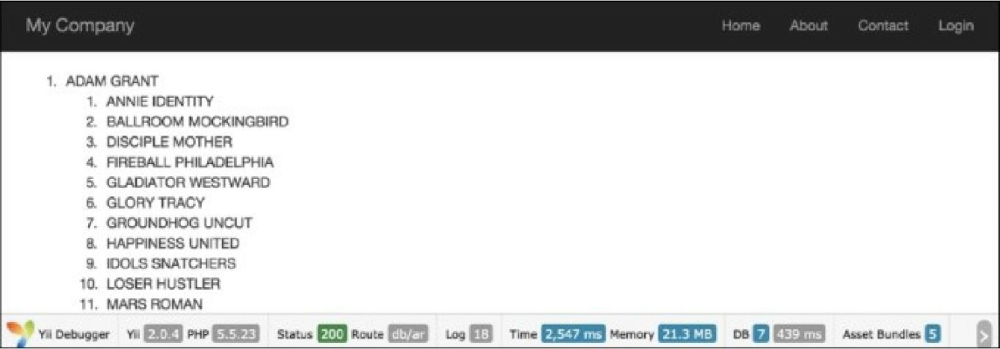 My Company Home About Contact Login
1. ADAM GRANT
1. ANNIE IDENTITY
2. BALLROOM MOCKINGBIRD
3. DISCIPLE MOTHER
4. FIREBALL PHILADELPHIA
5. GLADIATOR WESTWARD
6. GLORY TRACY
7. GROUNDHOG UNCUT
8. HAPPINESS UNITED
9. IDOLS SNATCHERS
10. LOSER HUSTLER
11. MARS ROMAN
Yii Debugger Yii 2.0.4 PHP 5.5.23 Status 200 Route db/ar Log 18 Time 2,547 ms Memory 21.3 MB DB 7 439 ms Asset Bundles 5 >